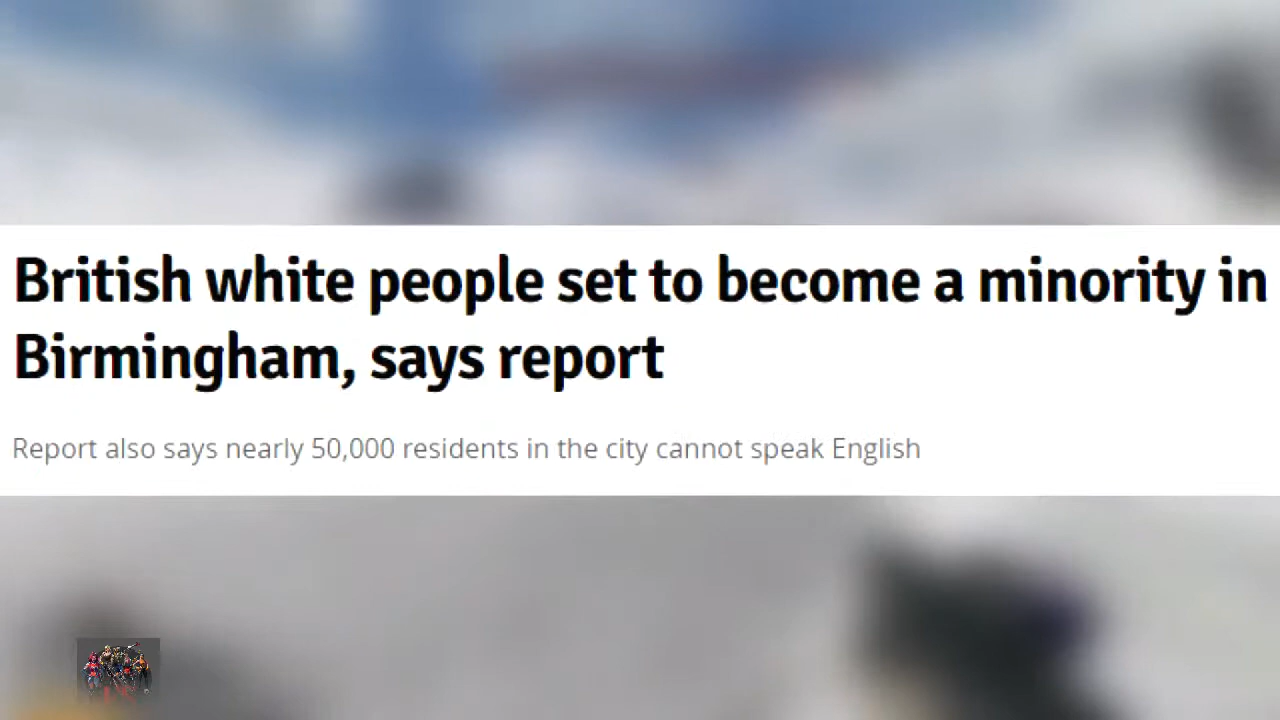 British white people set to become a minority in
Birmingham, says report
Report also says nearly 50,000 residents in the city cannot speak English